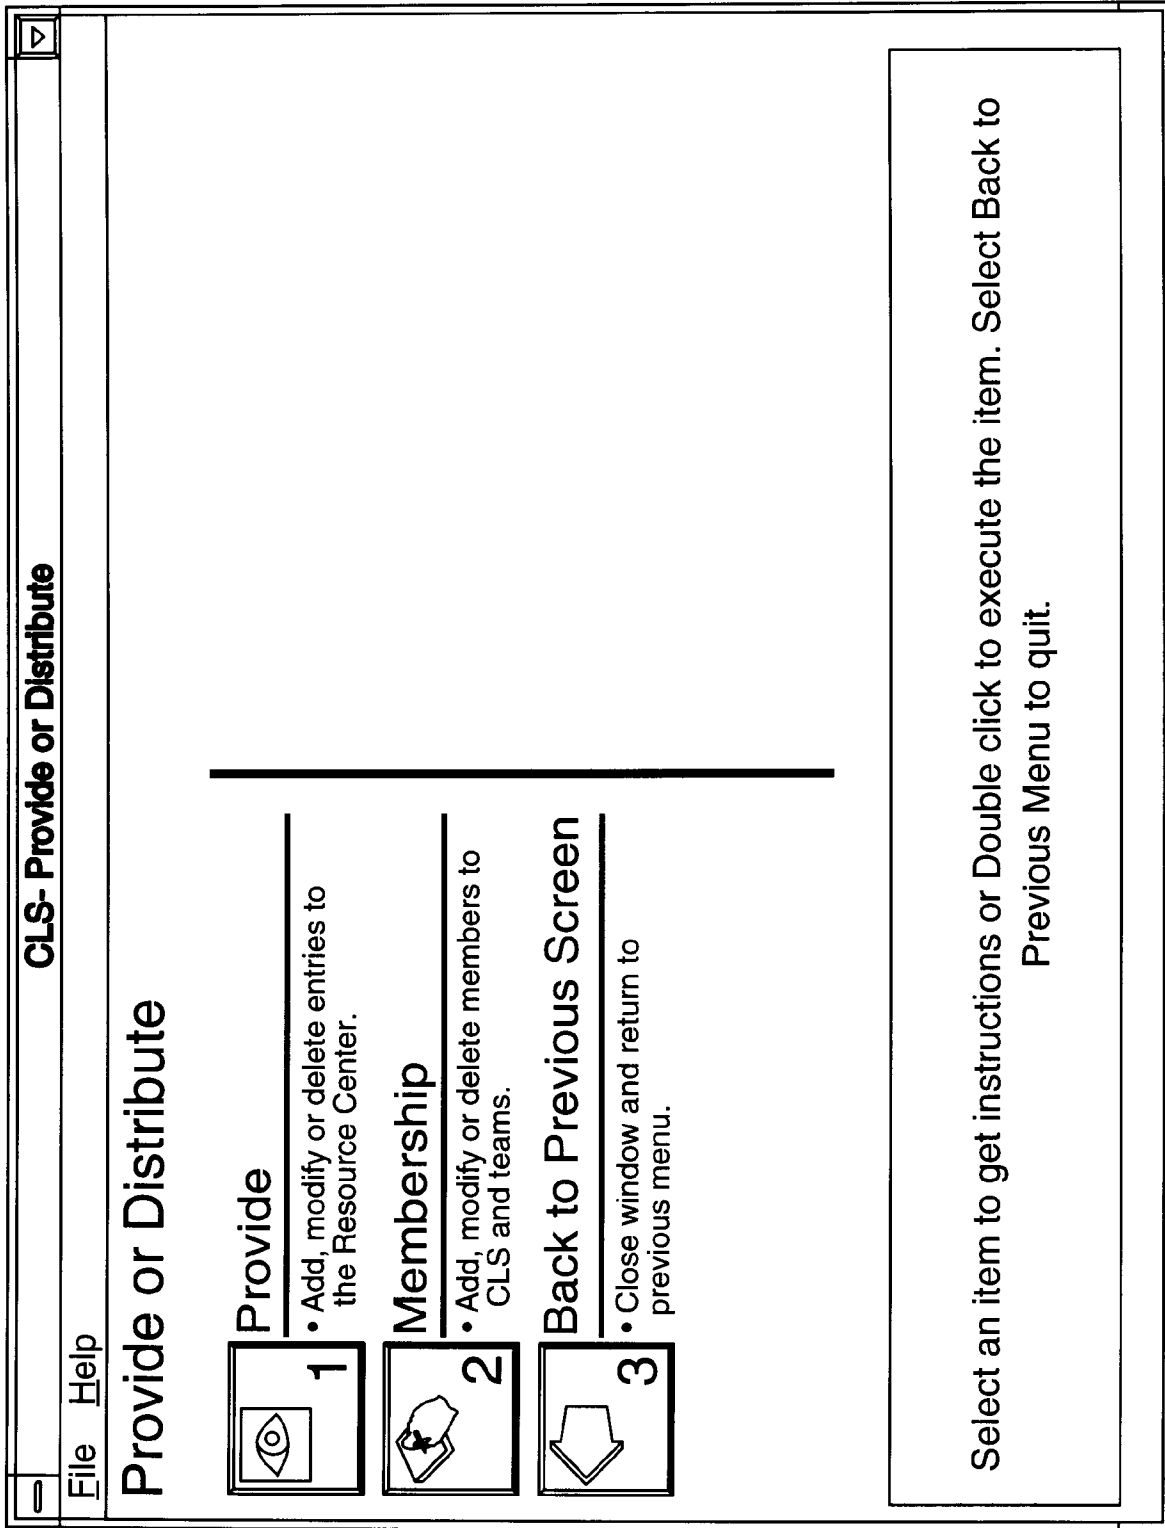 CLS- Provide or Distribute
File Help
Provide or Distribute
1
Provide
• Add, modify or delete entries to
the Resource Center.
2
Membership
• Add, modify or delete members to
CLS and teams.
3
Back to Previous Screen
• Close window and return to
previous menu.
Select an item to get instructions or Double click to execute the item. Select Back to
Previous Menu to quit.